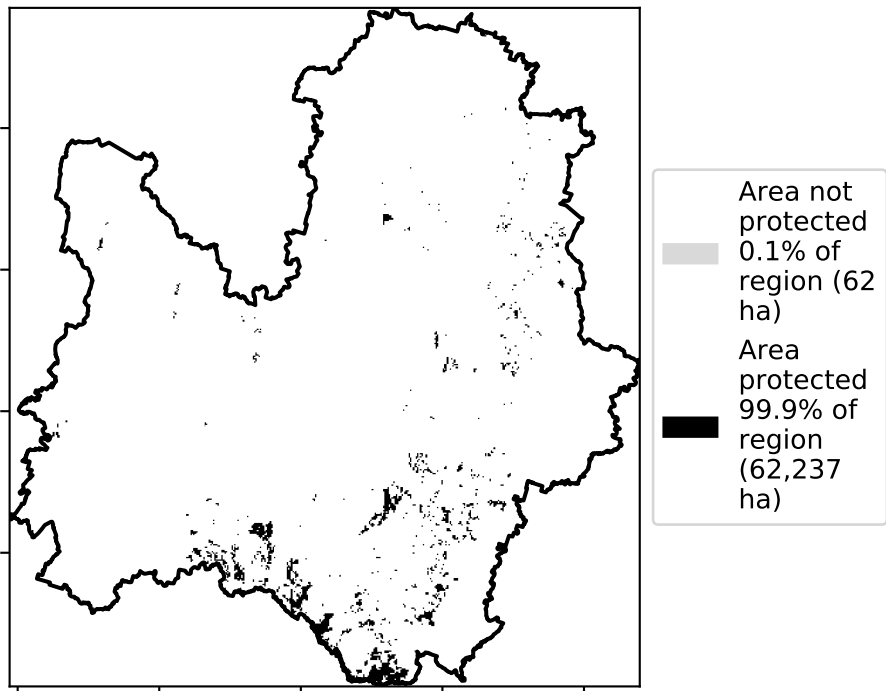 Area not
protected
0.1% of
region (62
ha)
Area
protected
99.9% of
region
(62,237
ha)